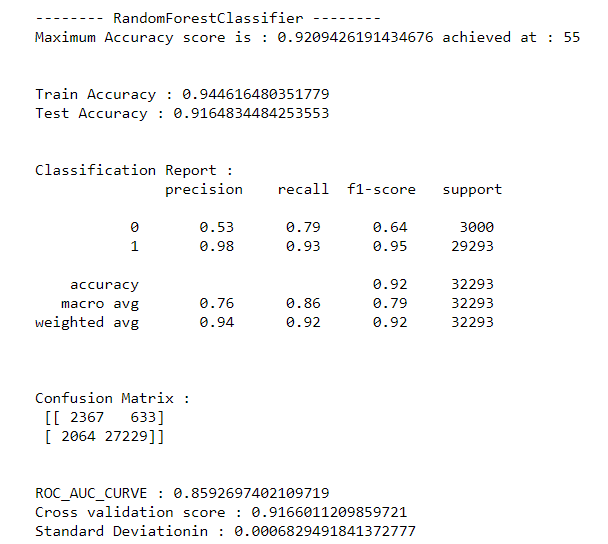 -------- RandomForestClassifier --------
Maximum Accuracy score is : 0.9209426191434676 achieved at : 55
Train Accuracy : 0.944616480351779
Test Accuracy : 0.9164834484253553
Classification Report :
precision recall f1-score support
0 0.53 0.79 0.64 3000
1 0.98 0.93 0.95 29293
accuracy 0.92 32293
macro avg 0.76 0.86 0.79 32293
weighted avg 0.94 0.92 0.92 32293
Confusion Matrix :
[[ 2367 633]
[ 2064 27229]]
ROC_AUC_CURVE : 0.8592697402109719
Cross validation score : 0.9166011209859721
Standard Deviationin : 0.0006829491841372777